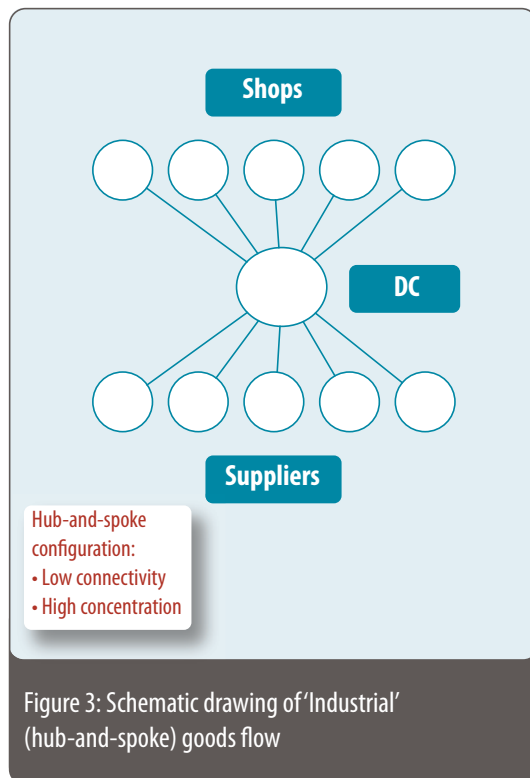 Shops
DC
Suppliers
Hub-and-spoke
configuration:
• Low connectivity
• High concentration
Figure 3: Schematic drawing of ‘Industrial’
(hub-and-spoke) goods flow